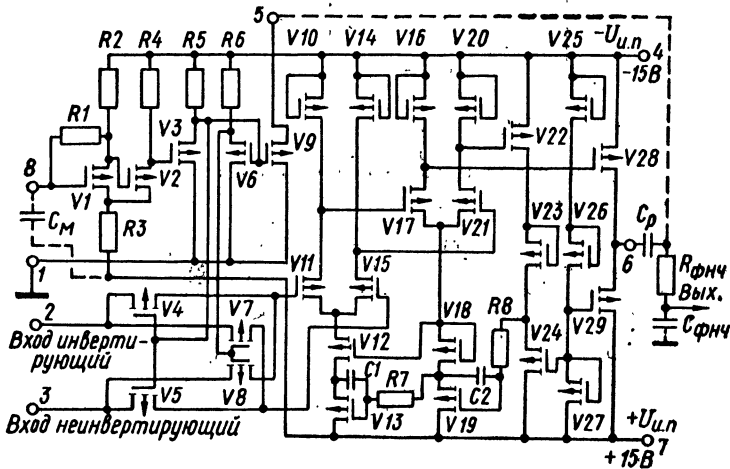 5
R2 R4 R5 R6 V10 V14 V16 V20 V25 -Uи.п
4
-15В
R1
V3
V9
V22
8
V1
V2
V6
V28
См
R3
V17
V21
V23
V26
Cр
6
1
V11
V15
Rфнч
Вых.
2
V4
V7
V12
V18
R8
V24
V29
Сфнч
Вход инверти-
рующий
C1
V8
R7
C2
3
V5
V13
V19
V27
+Uи.п
Вход неинвертирующий
7
+15В